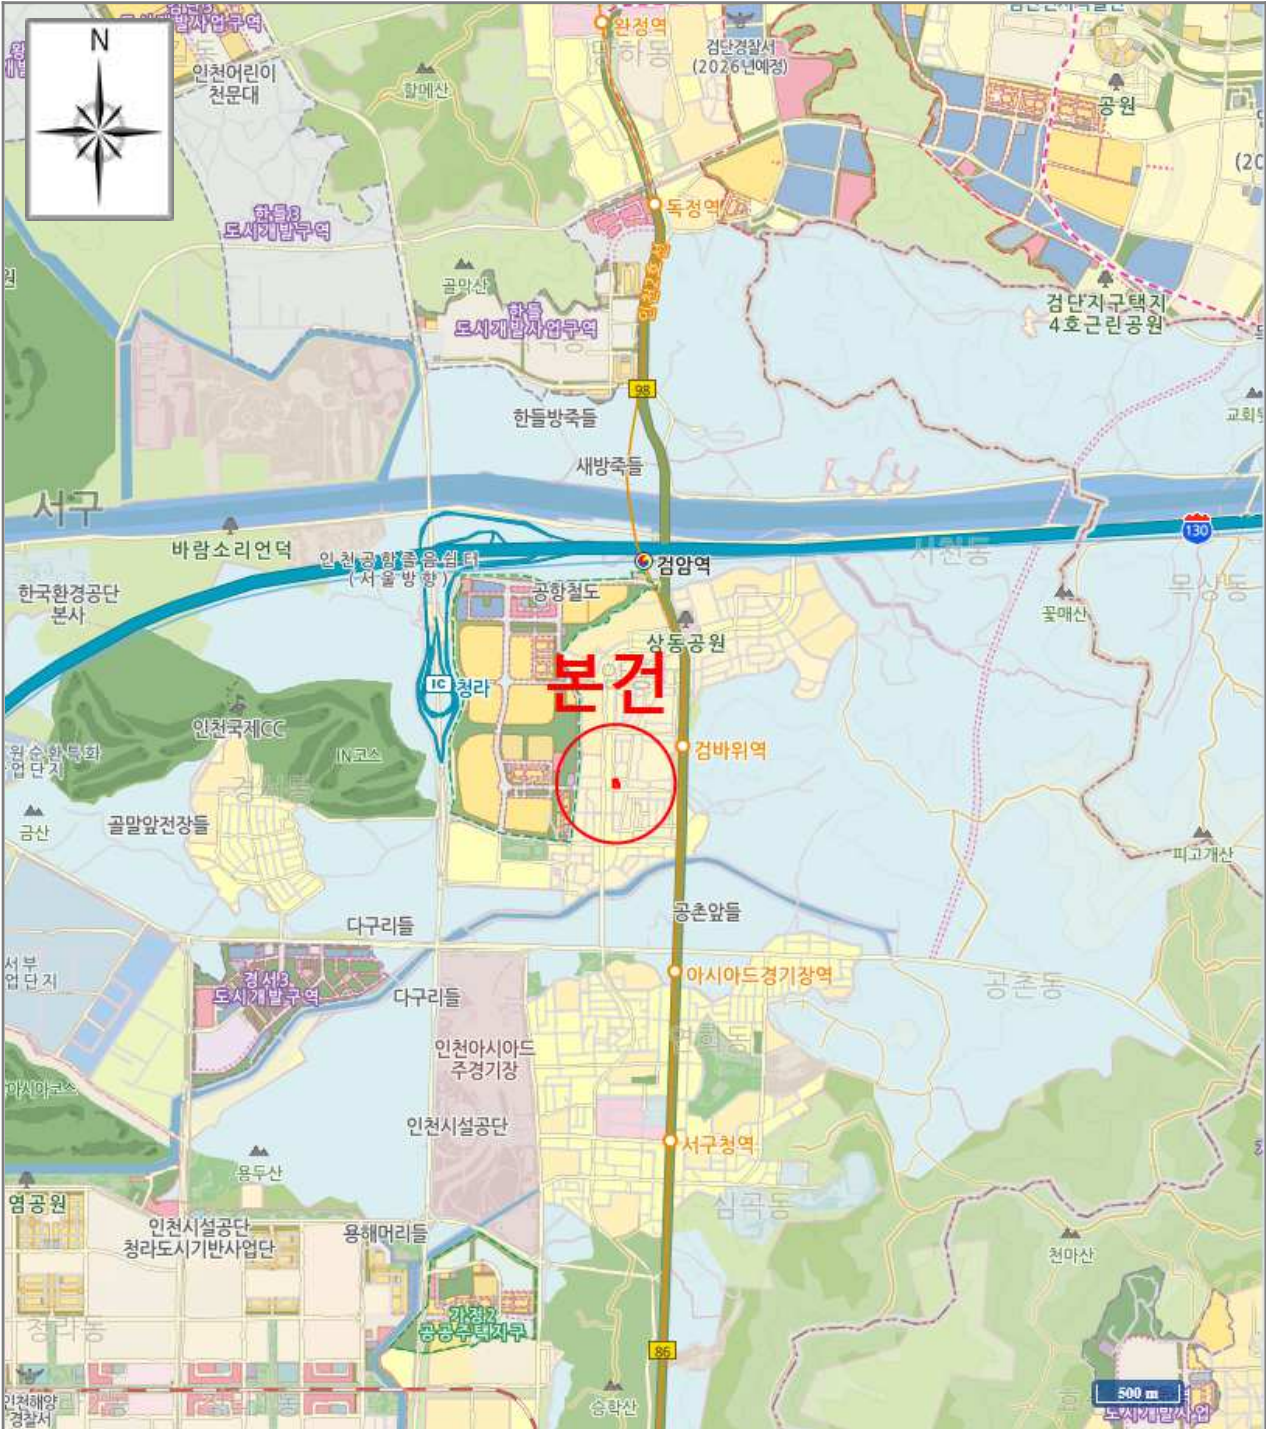 완정역
검단경찰서
(2026년예정)
N
인천어린이
천문대
할메산
공원
독정역
한들3
도시개발구역
골막산
한들
도시개발사업구역
인천2호선
검단지구택지
4호근린공원
98
한들방죽들
새방죽들
서구
바람소리언덕
인천공항졸음쉼터
(서울방향)
검암역
130
시천동
목상동
꽃메산
한국환경공단
본사
공항철도
상동공원
본건
IC 청라
인천국제CC
IN코스
검바위역
경서동
금산
골말앞전장들
피고개산
다구리들
공촌앞들
경서3
도시개발구역
다구리들
아시아드경기장역
공촌동
연희동
인천아시아드
주경기장
인천시설공단
서구청역
용두산
심곡동
인천시설공단
청라도시기반사업단
용해머리들
천마산
가정2
공공주택지구
청라동
86
인천해양
경찰서
승학산
500 m
도시개발사업